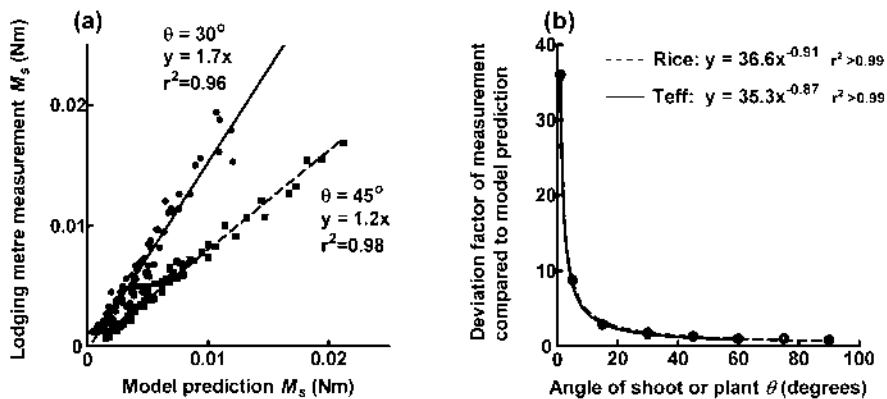 (a)
θ = 30°
y = 1.7x
r²=0.96
0.02
0.01
0
θ = 45°
y = 1.2x
r²=0.98
0
0.01
0.02
Lodging metre measurement Mₛ (Nm)
Model prediction Mₛ (Nm)
(b)
40
30
20
10
0
Rice: y = 36.6x⁻⁰·⁹¹ r² >0.99
Teff: y = 35.3x⁻⁰·⁸⁷ r² >0.99
0 20 40 60 80 100
Deviation factor of measurement
compared to model prediction
Angle of shoot or plant θ (degrees)